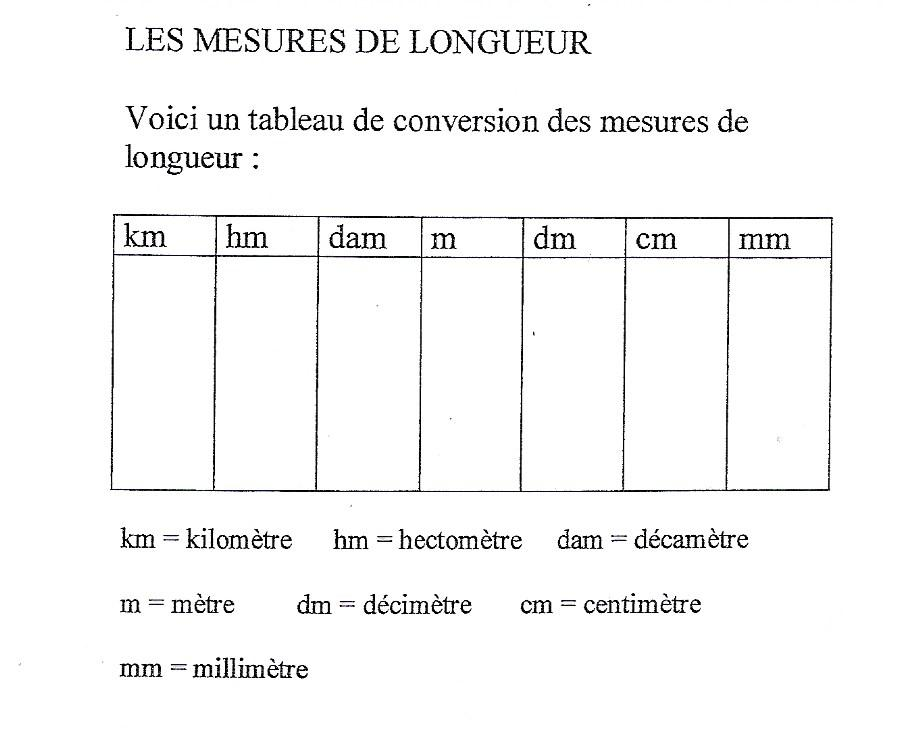 LES MESURES DE LONGUEUR
Voici un tableau de conversion des mesures de
longueur :
km hm dam m dm cm mm
km = kilomètre hm = hectomètre dam = décamètre
m = mètre dm = décimètre cm = centimètre
mm = millimètre